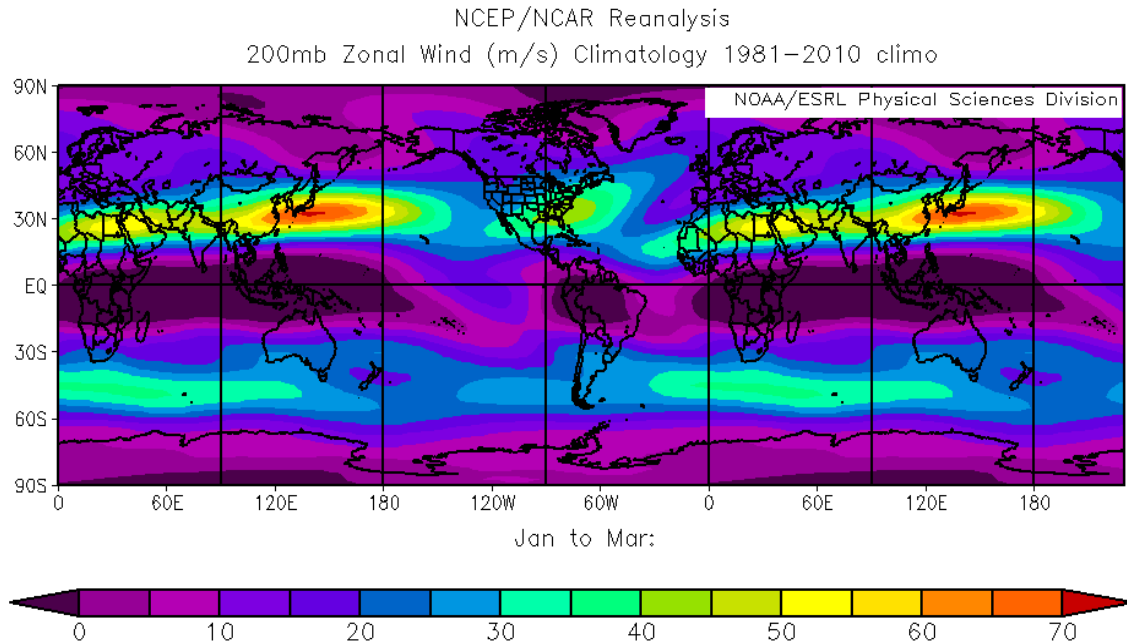 NCEP/NCAR Reanalysis
200mb Zonal Wind (m/s) Climatology 1981−2010 climo
NOAA/ESRL Physical Sciences Division
90N
60N
30N
EQ
30S
60S
90S
0 60E 120E 180 120W 60W 0 60E 120E 180
Jan to Mar:
0 10 20 30 40 50 60 70